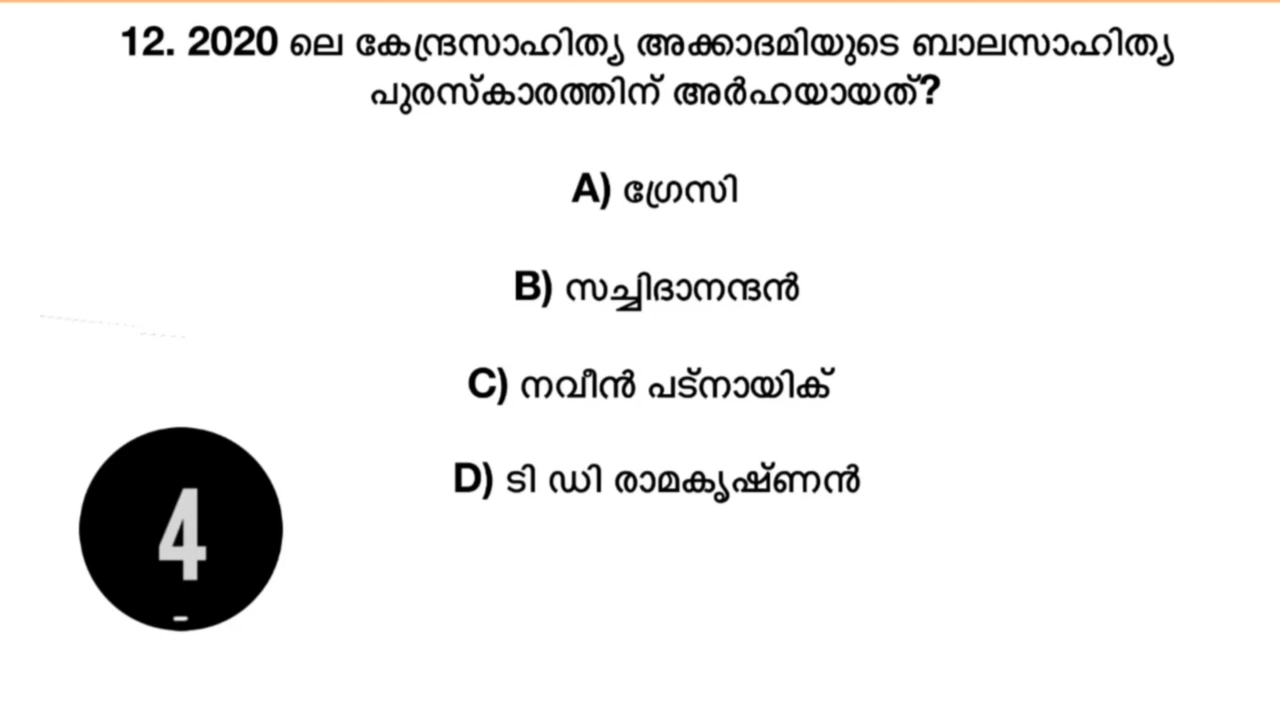 12. 2020 ലെ കേന്ദ്രസാഹിത്യ അക്കാദമിയുടെ ബാലസാഹിത്യ
പുരസ്കാരത്തിന് അർഹയായത്?
A) ഗ്രേസി
B) സച്ചിദാനന്ദൻ
C) നവീൻ പട്നായിക്
D) ടി ഡി രാമകൃഷ്ണൻ
4